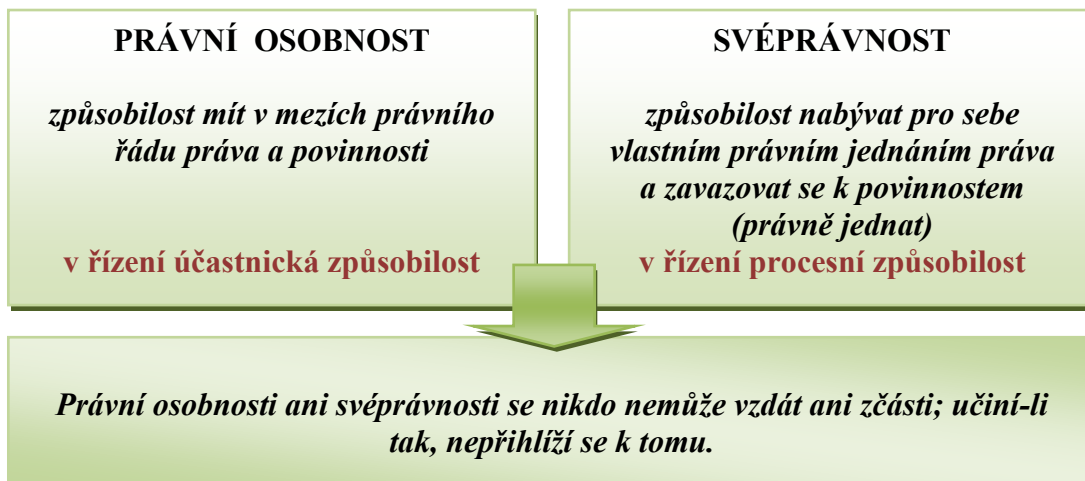 PRÁVNÍ OSOBNOST
způsobilost mít v mezích právního
řádu práva a povinnosti
v řízení účastnická způsobilost
SVÉPRÁVNOST
způsobilost nabývat pro sebe
vlastním právním jednáním práva
a zavazovat se k povinnostem
(právně jednat)
v řízení procesní způsobilost
Právní osobnosti ani svéprávnosti se nikdo nemůže vzdát ani zčásti; učiní-li
tak, nepřihlíží se k tomu.